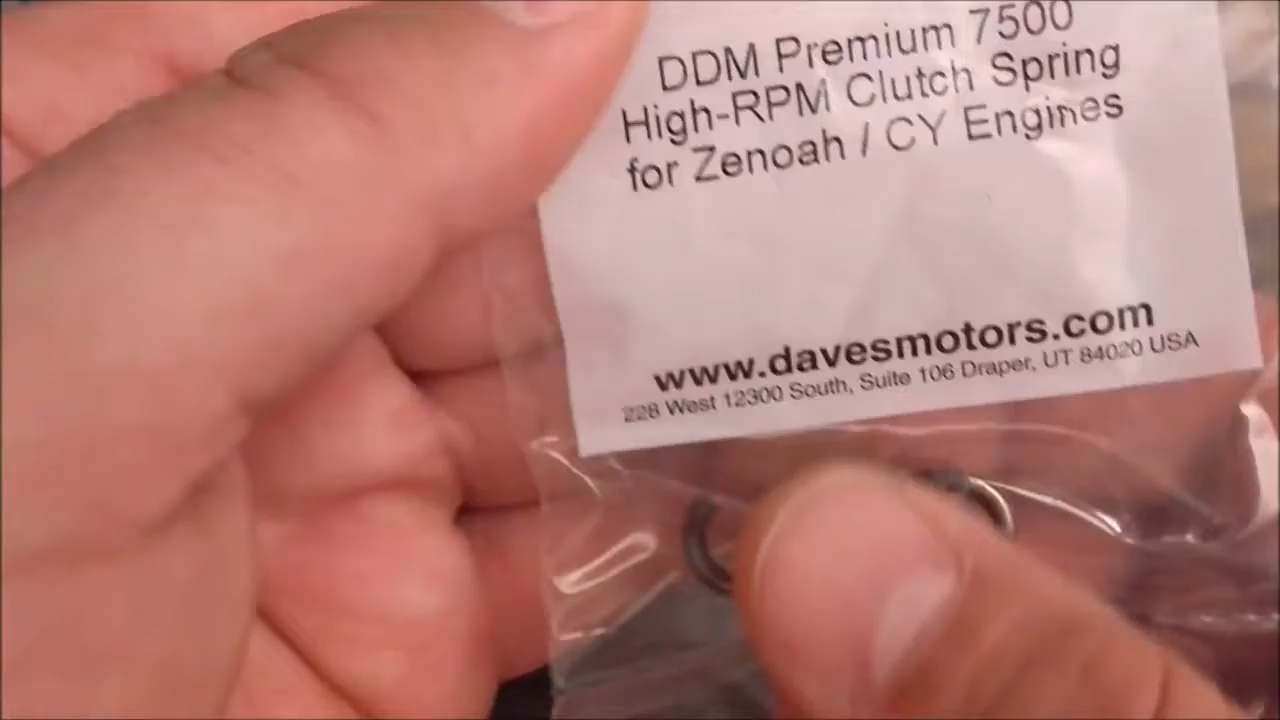 DDM Premium 7500
High-RPM Clutch Spring
for Zenoah / CY Engines
www.davesmotors.com
228 West 12300 South, Suite 106 Draper, UT 84020 USA